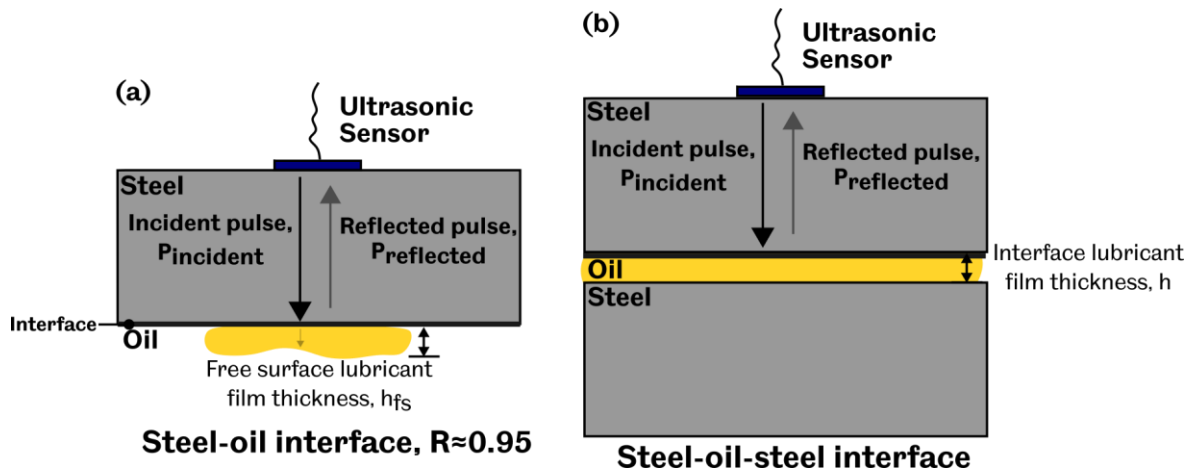 (a)
Ultrasonic
Sensor
Steel
Incident pulse,
Pincident
Reflected pulse,
Preflected
Interface
Oil
Free surface lubricant
film thickness, hfs
Steel-oil interface, R≈0.95
(b)
Ultrasonic
Sensor
Steel
Incident pulse,
Pincident
Reflected pulse,
Preflected
Oil
Interface lubricant
film thickness, h
Steel
Steel-oil-steel interface